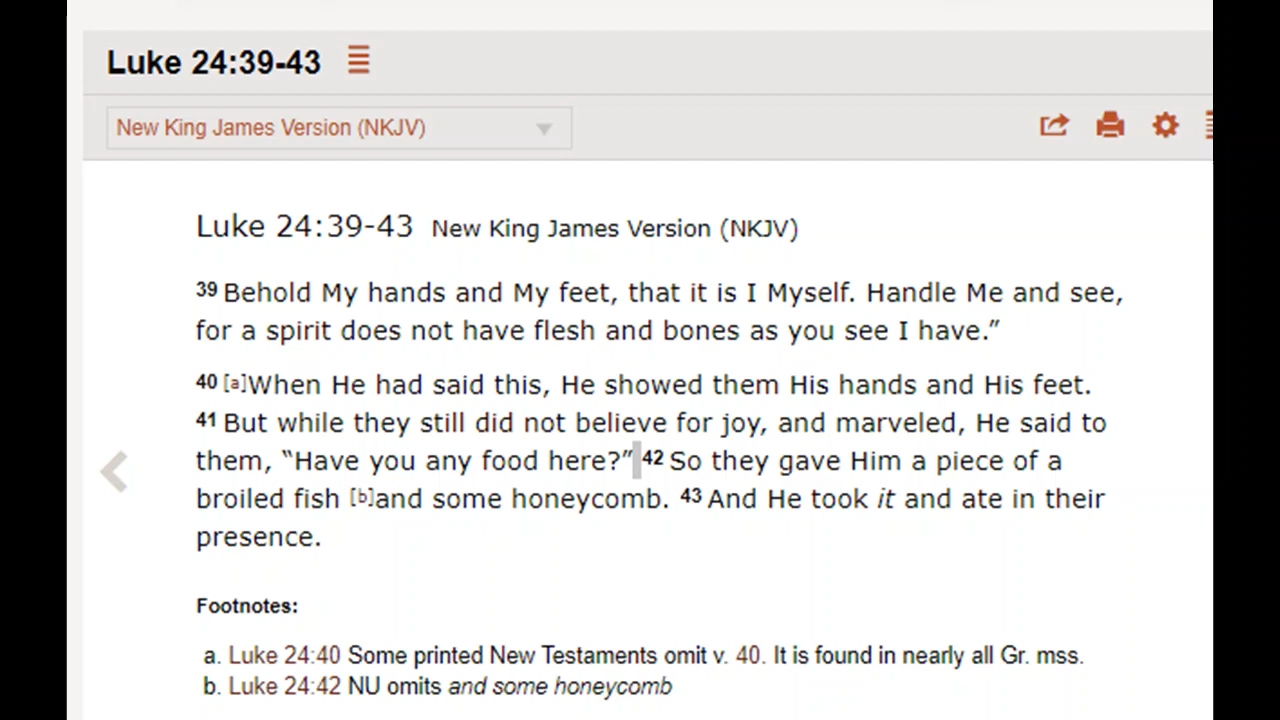 Luke 24:39-43
New King James Version (NKJV)
Luke 24:39-43 New King James Version (NKJV)
39 Behold My hands and My feet, that it is I Myself. Handle Me and see,
for a spirit does not have flesh and bones as you see I have.”
40 [a]When He had said this, He showed them His hands and His feet.
41 But while they still did not believe for joy, and marveled, He said to
them, “Have you any food here?” 42 So they gave Him a piece of a
broiled fish [b]and some honeycomb. 43 And He took it and ate in their
presence.
Footnotes:
a. Luke 24:40 Some printed New Testaments omit v. 40. It is found in nearly all Gr. mss.
b. Luke 24:42 NU omits and some honeycomb